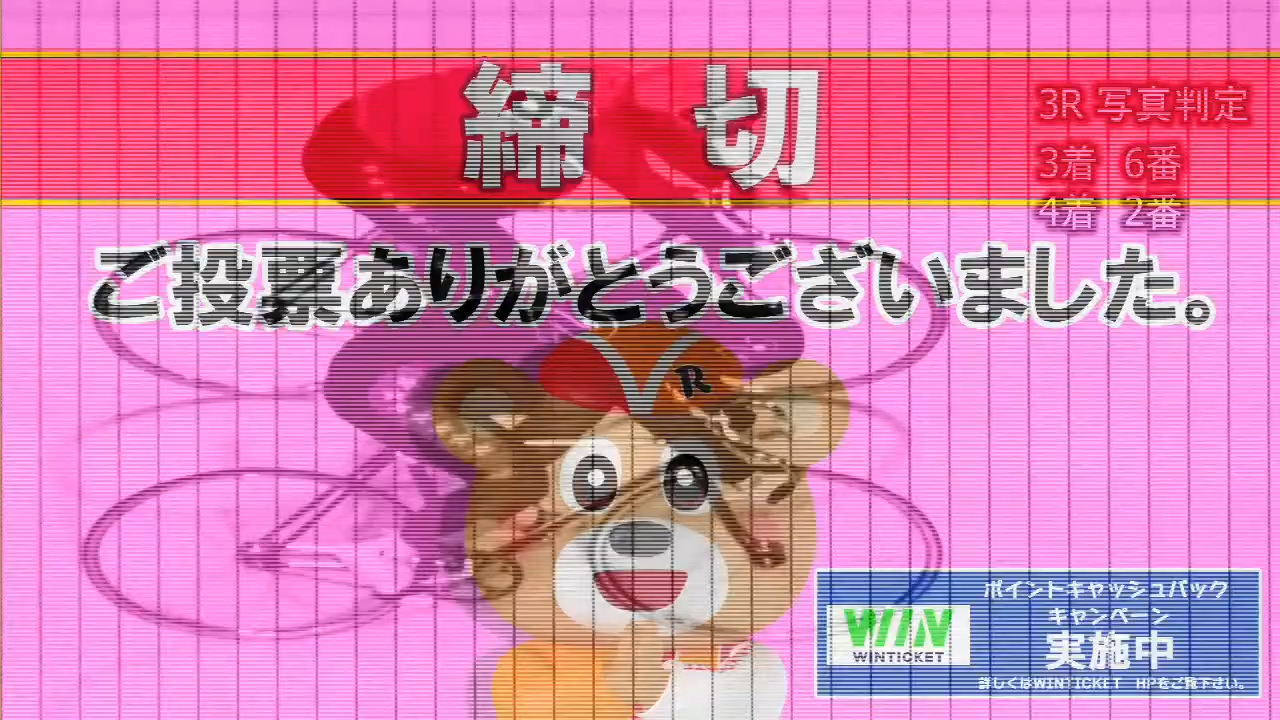 締切
3R 写真判定
3着 6番
4着 2番
ご投票ありがとうございました。
R
ポイントキャッシュバック
キャンペーン
実施中
詳しくはWINTICKET HPをご覧下さい。
WIN
WINTICKET